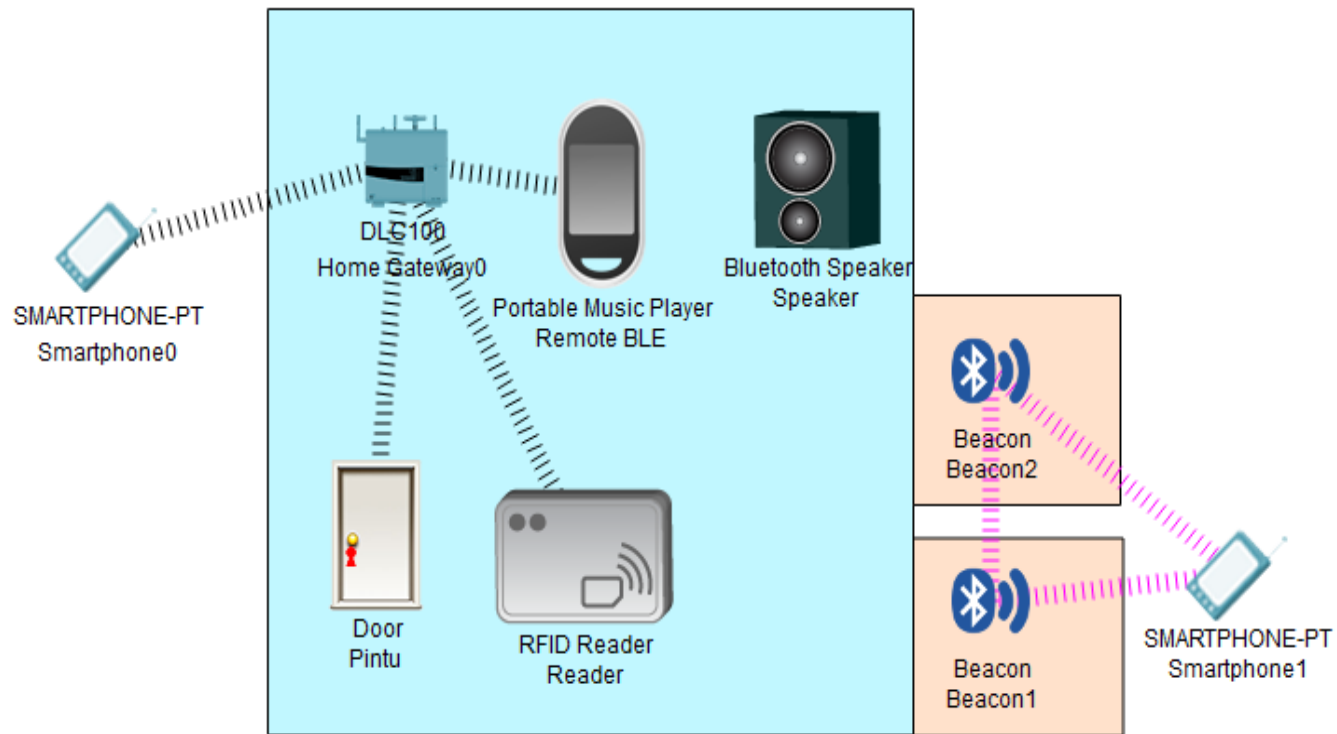 DLC100
Home Gateway0
Portable Music Player
Remote BLE
Bluetooth Speaker
Speaker
SMARTPHONE-PT
Smartphone0
Beacon
Beacon2
Door
Pintu
RFID Reader
Reader
Beacon
Beacon1
SMARTPHONE-PT
Smartphone1